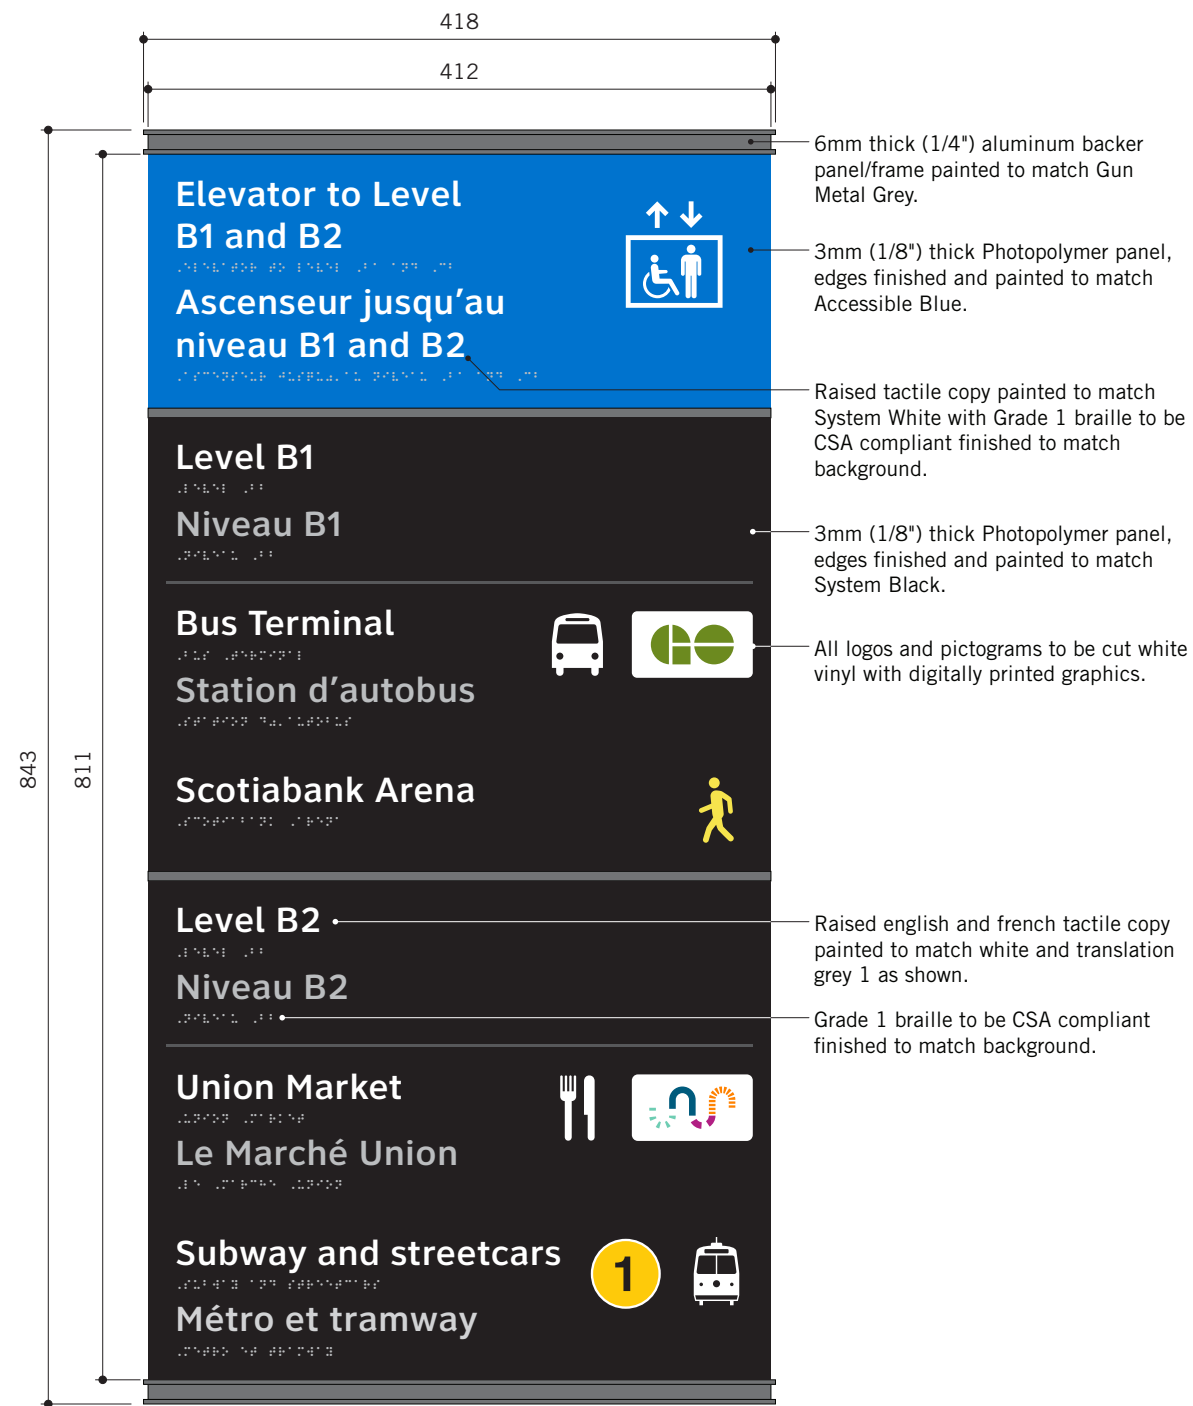 418
412
843
811
Elevator to Level
B1 and B2
Ascenseur jusqu'au
niveau B1 and B2
Level B1
Niveau B1
Bus Terminal
GO
Station d'autobus
Scotiabank Arena
Level B2
Niveau B2
Union Market
Le Marché Union
Subway and streetcars
1
Métro et tramway
6mm thick (1/4") aluminum backer
panel/frame painted to match Gun
Metal Grey.
3mm (1/8") thick Photopolymer panel,
edges finished and painted to match
Accessible Blue.
Raised tactile copy painted to match
System White with Grade 1 braille to be
CSA compliant finished to match
background.
3mm (1/8") thick Photopolymer panel,
edges finished and painted to match
System Black.
All logos and pictograms to be cut white
vinyl with digitally printed graphics.
Raised english and french tactile copy
painted to match white and translation
grey 1 as shown.
Grade 1 braille to be CSA compliant
finished to match background.